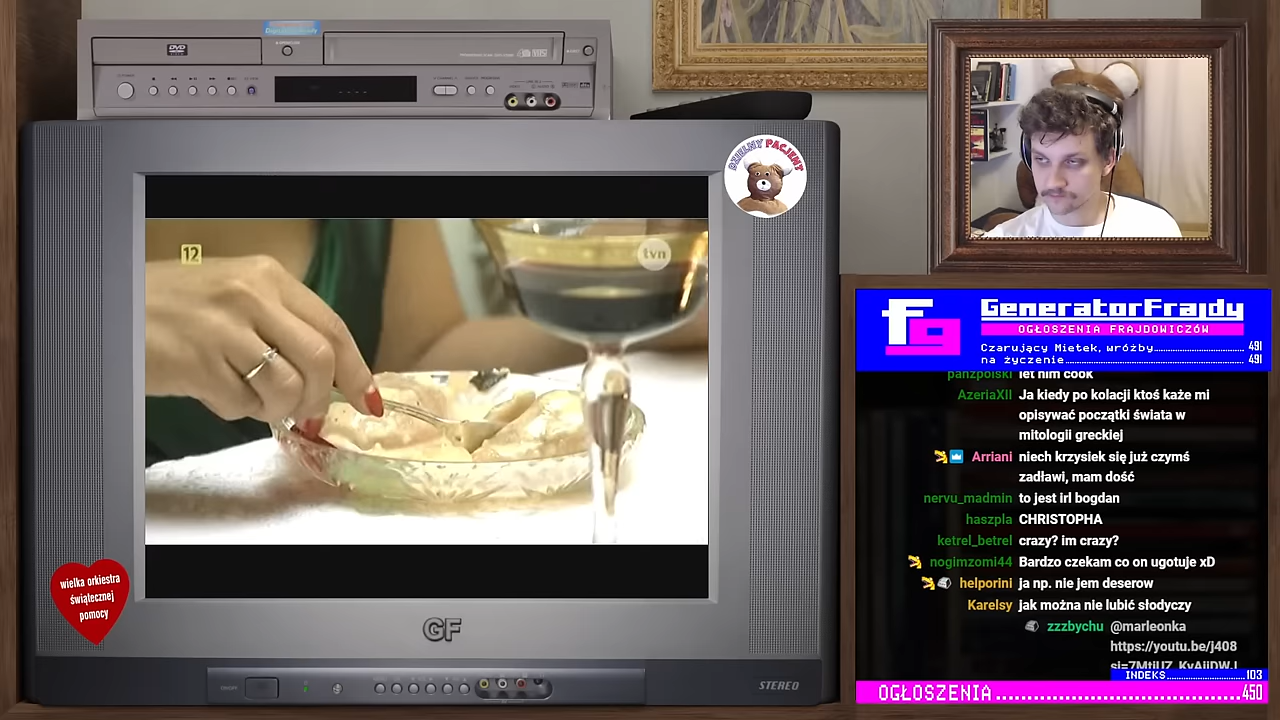 DVD
VHS
DZIELNY PACJENT
12
tvn
wielka orkiestra
świątecznej
pomocy
GF
STEREO
fg
GeneratorFrajdy
OGŁOSZENIA FRAJDOWICZÓW
Czarujący Mietek, wróżby 491
na życzenie 491
panzpolski let him cook
AzeriaXII Ja kiedy po kolacji ktoś każe mi
opisywać początki świata w
mitologii greckiej
Arriani niech krzysiek się już czymś
zadławi, mam dość
nervu_madmin to jest irl bogdan
haszpla CHRISTOPHA
ketrel_betrel crazy? im crazy?
nogimzomi44 Bardzo czekam co on ugotuje xD
helporini ja np. nie jem deserow
Karelsy jak można nie lubić słodyczy
zzzbychu @marleonka
https://youtu.be/j408
INDEKS 103
OGŁOSZENIA 450